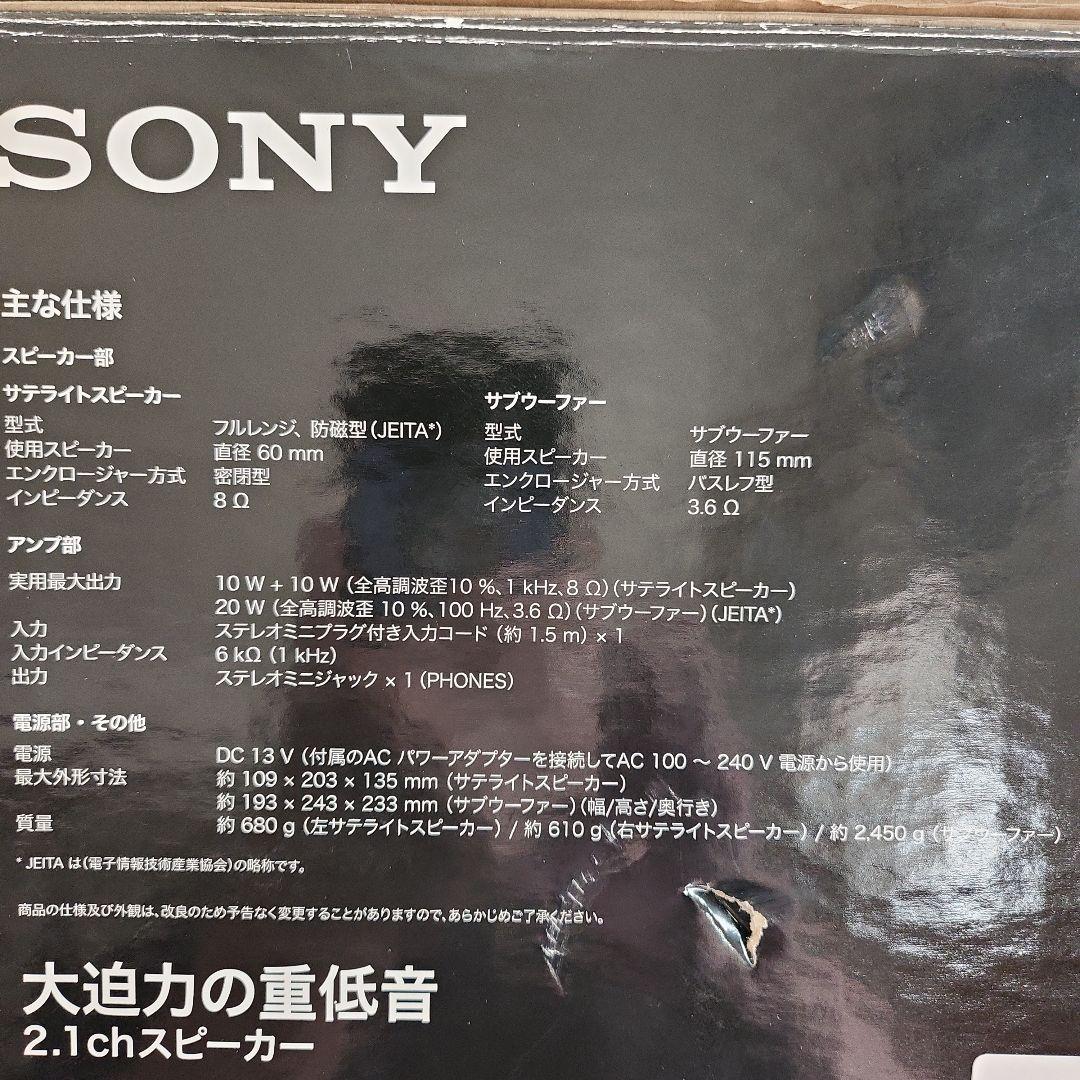 SONY
主な仕様
スピーカー部
サテライトスピーカー
型式 フルレンジ、防磁型(JEITA*)
使用スピーカー 直径 60 mm
エンクロージャー方式 密閉型
インピーダンス 8 Ω
サブウーファー
型式 サブウーファー
使用スピーカー 直径 115 mm
エンクロージャー方式 バスレフ型
インピーダンス 3.6 Ω
アンプ部
実用最大出力 10 W + 10 W (全高調波歪10 %、1 kHz、8 Ω)(サテライトスピーカー)
20 W (全高調波歪 10 %、100 Hz、3.6 Ω)(サブウーファー)(JEITA*)
入力 ステレオミニプラグ付き入力コード (約 1.5 m) × 1
入力インピーダンス 6 kΩ (1 kHz)
出力 ステレオミニジャック × 1 (PHONES)
電源部・その他
電源 DC 13 V (付属のAC パワーアダプターを接続してAC 100 ～ 240 V 電源から使用)
最大外形寸法 約 109 × 203 × 135 mm (サテライトスピーカー)
約 193 × 243 × 233 mm (サブウーファー)(幅/高さ/奥行き)
質量 約 680 g (左サテライトスピーカー) / 約 610 g (右サテライトスピーカー) / 約 2,450 g (サブウーファー)
* JEITA は(電子情報技術産業協会)の略称です。
商品の仕様及び外観は、改良のため予告なく変更することがありますので、あらかじめご了承ください。
大迫力の重低音
2.1chスピーカー